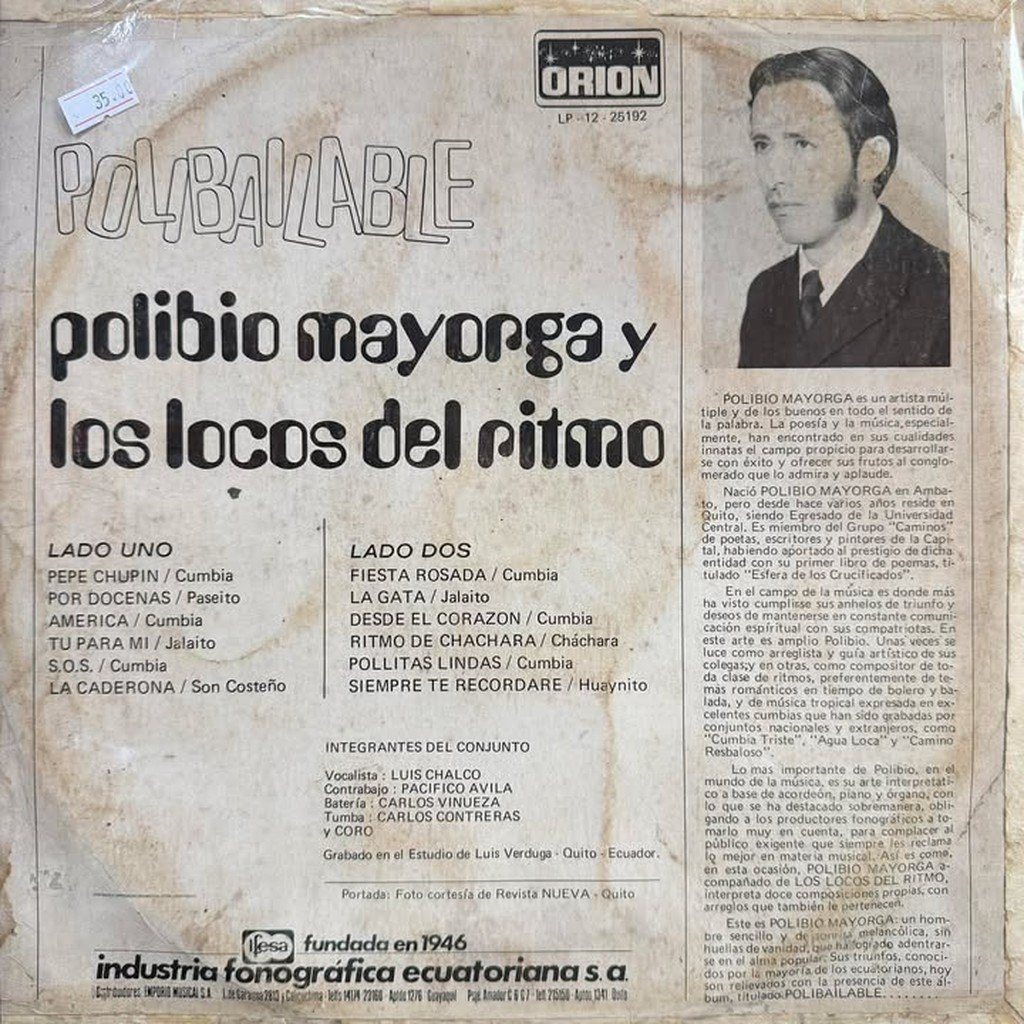 35.00
ORION
LP - 12 - 25192
POLIBAILABLE
polibio mayorga y
los locos del ritmo
LADO UNO
PEPE CHUPIN / Cumbia
POR DOCENAS / Paseito
AMERICA / Cumbia
TU PARA MI / Jalaito
S.O.S. / Cumbia
LA CADERONA / Son Costeño
LADO DOS
FIESTA ROSADA / Cumbia
LA GATA / Jalaito
DESDE EL CORAZON / Cumbia
RITMO DE CHACHARA / Cháchara
POLLITAS LINDAS / Cumbia
SIEMPRE TE RECORDARE / Huaynito
INTEGRANTES DEL CONJUNTO
Vocalista : LUIS CHALCO
Contrabajo : PACIFICO AVILA
Batería : CARLOS VINUEZA
Tumba : CARLOS CONTRERAS
y CORO
Grabado en el Estudio de Luis Verduga - Quito - Ecuador.
Portada: Foto cortesía de Revista NUEVA - Quito
ifesa fundada en 1946
industria fonográfica ecuatoriana s.a.
Distribuidores: EMPORIO MUSICAL S.A. Guayaquil Quito
POLIBIO MAYORGA es un artista múl-
tiple y de los buenos en todo el sentido de
la palabra. La poesía y la música,especial-
mente, han encontrado en sus cualidades
innatas el campo propicio para desarrollar-
se con éxito y ofrecer sus frutos al conglo-
merado que lo admira y aplaude.
Nació POLIBIO MAYORGA en Amba-
to, pero desde hace varios años reside en
Quito, siendo Egresado de la Universidad
Central. Es miembro del Grupo "Caminos"
de poetas, escritores y pintores de la Capi-
tal, habiendo aportado al prestigio de dicha
entidad con su primer libro de poemas, ti-
tulado "Esfera de los Crucificados".
En el campo de la música es donde más
ha visto cumplirse sus anhelos de triunfo y
deseos de mantenerse en constante comuni-
cación espíritual con sus compatriotas. En
este arte es amplio Polibio. Unas veces se
luce como arreglista y guía artístico de sus
colegas;y en otras, como compositor de to-
da clase de ritmos, preferentemente de te-
mas románticos en tiempo de bolero y ba-
lada, y de música tropical expresada en ex-
celentes cumbias que han sido grabadas por
conjuntos nacionales y extranjeros, como
"Cumbia Triste", "Agua Loca" y "Camino
Resbaloso".
Lo mas importante de Polibio, en el
mundo de la música, es su arte interpretati-
co a base de acordeón, piano y órgano, con
lo que se ha destacado sobremanera, obli-
gando a los productores fonográficos a to-
marlo muy en cuenta, para complacer al
público exigente que siempre les reclama
lo mejor en materia musical. Así es como,
en esta ocasión, POLIBIO MAYORGA a-
compañado de LOS LOCOS DEL RITMO,
interpreta doce composiciones propias, con
arreglos que también le pertenecen.
Este es POLIBIO MAYORGA: un hom-
bre sencillo y de sonrisa melancólica, sin
huellas de vanidad, que ha logrado adentrar-
se en el alma popular. Sus triunfos, conoci-
dos por la mayoría de los ecuatorianos, hoy
son relievados con la presencia de este ál-
bum, titulado POLIBAILABLE........